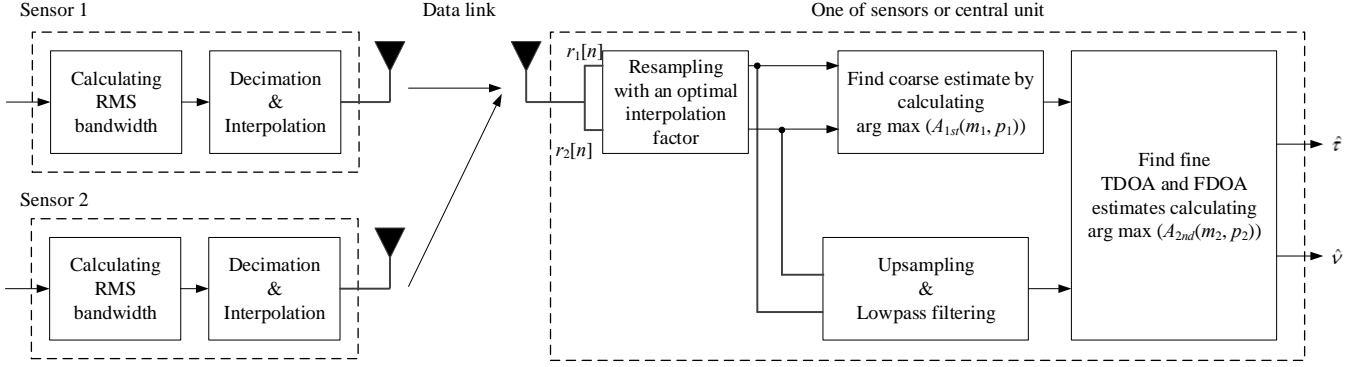 Sensor 1
Data link
One of sensors or central unit
Calculating
RMS
bandwidth
Decimation
&
Interpolation
r₁[n]
r₂[n]
Resampling
with an optimal
interpolation
factor
Find coarse estimate by
calculating
arg max (A₁ₛₜ(m₁, p₁))
Find fine
TDOA and FDOA
estimates calculating
arg max (A₂ₙd(m₂, p₂))
τ̂
ν̂
Sensor 2
Calculating
RMS
bandwidth
Decimation
&
Interpolation
Upsampling
&
Lowpass filtering